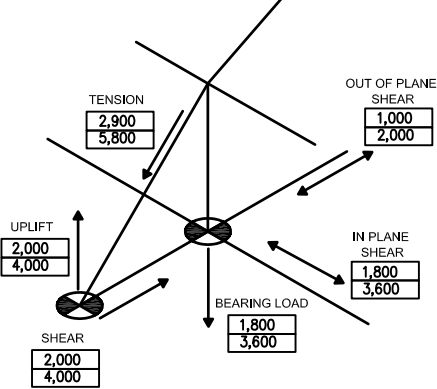 OUT OF PLANE
SHEAR
1,000
2,000
TENSION
2,900
5,800
UPLIFT
2,000
4,000
IN PLANE
SHEAR
1,800
3,600
BEARING LOAD
1,800
3,600
SHEAR
2,000
4,000